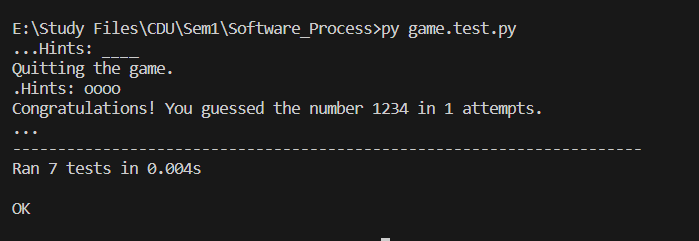 E:\Study Files\CDU\Sem1\Software_Process>py game.test.py
...Hints: ____
Quitting the game.
.Hints: oooo
Congratulations! You guessed the number 1234 in 1 attempts.
...
----------------------------------------------------------------------
Ran 7 tests in 0.004s
OK